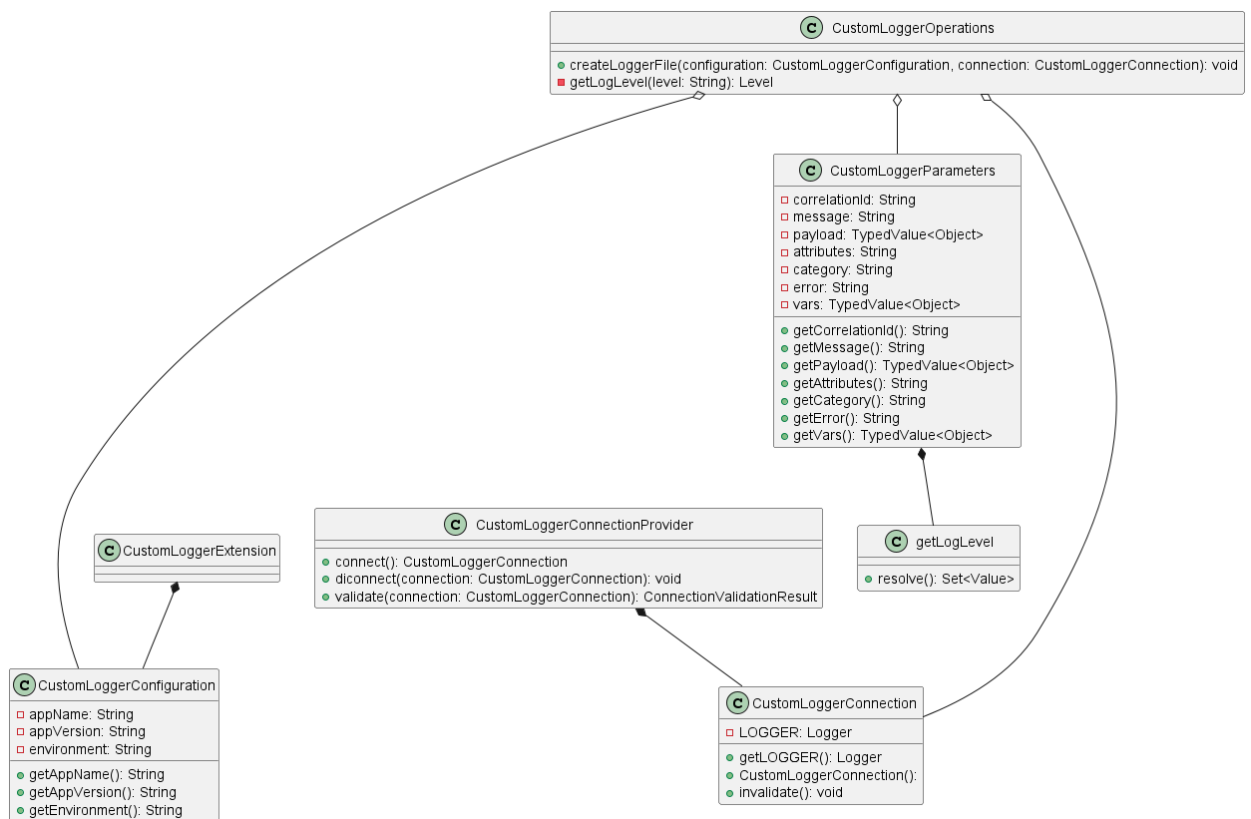 C CustomLoggerOperations
createLoggerFile(configuration: CustomLoggerConfiguration, connection: CustomLoggerConnection): void
getLogLevel(level: String): Level
C CustomLoggerParameters
correlationId: String
message: String
payload: TypedValue<Object>
attributes: String
category: String
error: String
vars: TypedValue<Object>
getCorrelationId(): String
getMessage(): String
getPayload(): TypedValue<Object>
getAttributes(): String
getCategory(): String
getError(): String
getVars(): TypedValue<Object>
C CustomLoggerExtension
C CustomLoggerConnectionProvider
connect(): CustomLoggerConnection
diconnect(connection: CustomLoggerConnection): void
validate(connection: CustomLoggerConnection): ConnectionValidationResult
C getLogLevel
resolve(): Set<Value>
C CustomLoggerConfiguration
appName: String
appVersion: String
environment: String
getAppName(): String
getAppVersion(): String
getEnvironment(): String
C CustomLoggerConnection
LOGGER: Logger
getLOGGER(): Logger
CustomLoggerConnection():
invalidate(): void